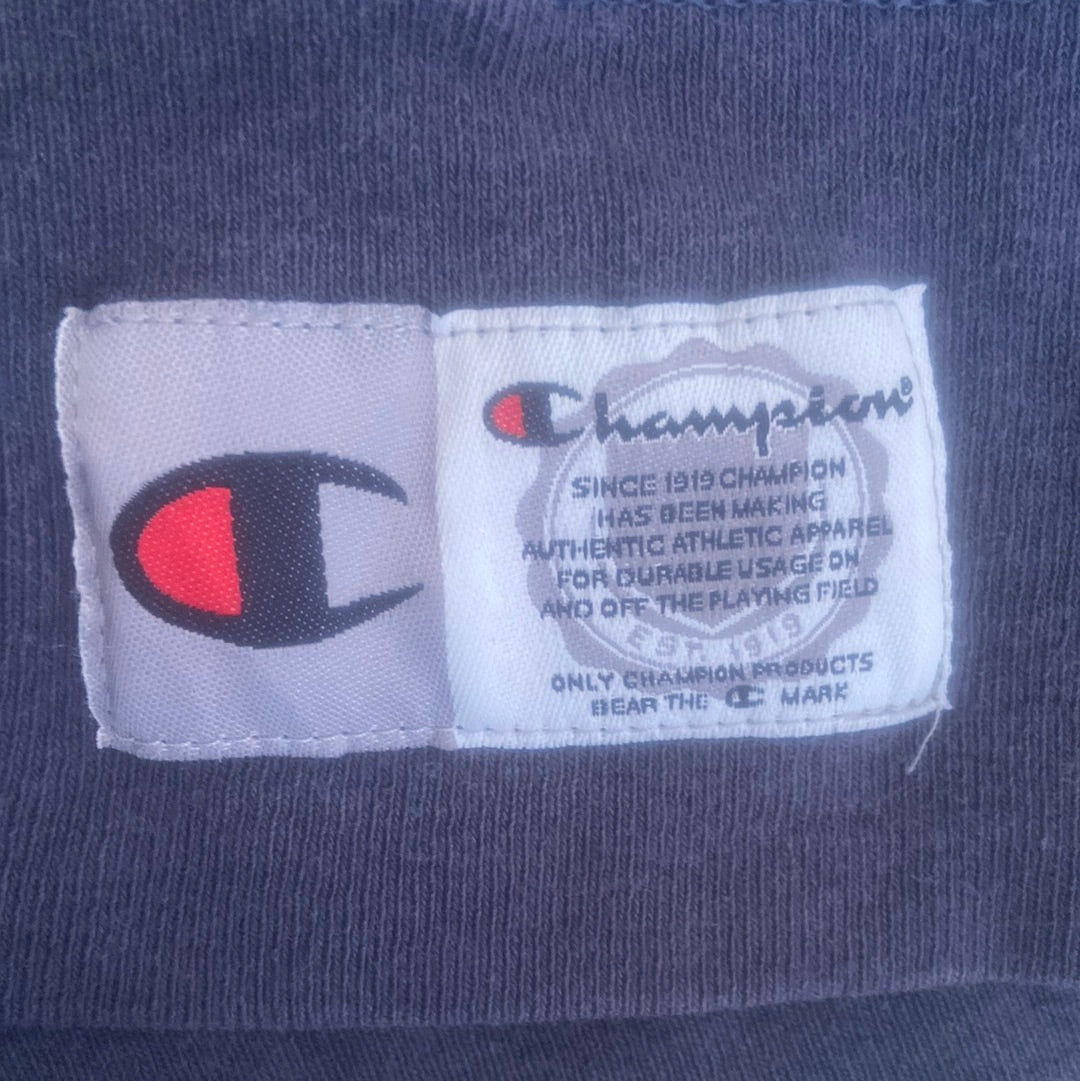 Champion®
SINCE 1919 CHAMPION
HAS BEEN MAKING
AUTHENTIC ATHLETIC APPAREL
FOR DURABLE USAGE ON
AND OFF THE PLAYING FIELD
EST. 1919
ONLY CHAMPION PRODUCTS
BEAR THE C MARK